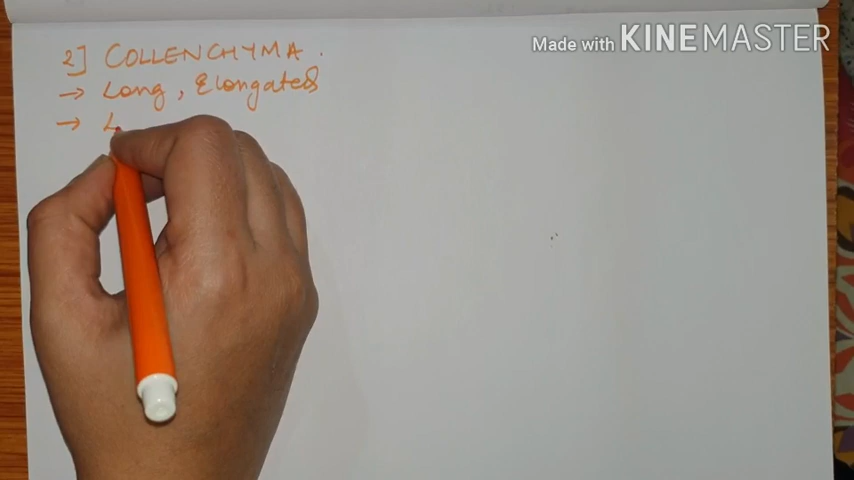 2] COLLENCHYMA.
→ Long, Elongated
→ L
Made with KINEMASTER